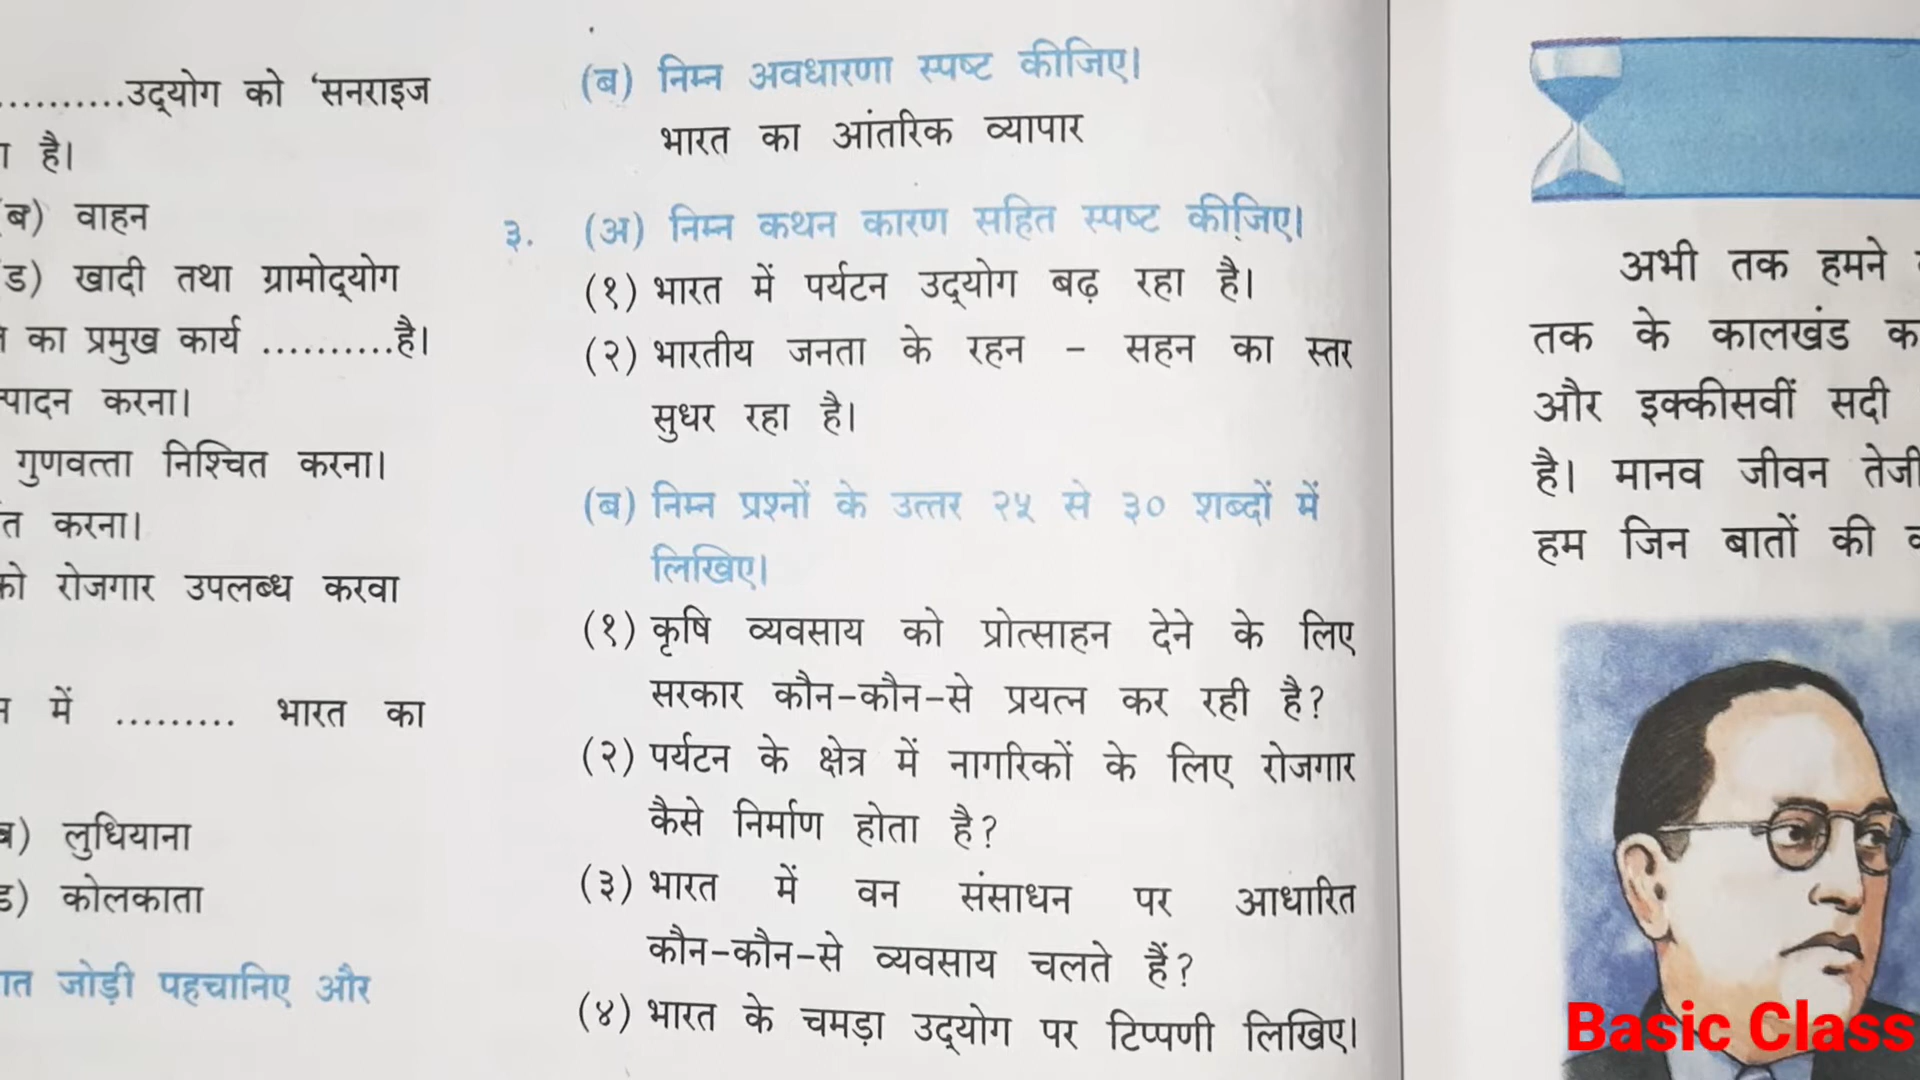 ..........उद्योग को 'सनराइज
है।
ब) वाहन
ड) खादी तथा ग्रामोद्योग
का प्रमुख कार्य ..........है।
करना।
गुणवत्ता निश्चित करना।
करना।
रोजगार उपलब्ध करवा
में ......... भारत का
लुधियाना
ड) कोलकाता
जोड़ी पहचानिए और
(ब) निम्न अवधारणा स्पष्ट कीजिए।
भारत का आंतरिक व्यापार
३. (अ) निम्न कथन कारण सहित स्पष्ट कीजिए।
(१) भारत में पर्यटन उद्योग बढ़ रहा है।
(२) भारतीय जनता के रहन - सहन का स्तर
सुधर रहा है।
(ब) निम्न प्रश्नों के उत्तर २५ से ३० शब्दों में
लिखिए।
(१) कृषि व्यवसाय को प्रोत्साहन देने के लिए
सरकार कौन-कौन-से प्रयत्न कर रही है?
(२) पर्यटन के क्षेत्र में नागरिकों के लिए रोजगार
कैसे निर्माण होता है?
(३) भारत में वन संसाधन पर आधारित
कौन-कौन-से व्यवसाय चलते हैं?
(४) भारत के चमड़ा उद्योग पर टिप्पणी लिखिए।
अभी तक हमने
तक के कालखंड
और इक्कीसवीं सदी
है। मानव जीवन
हम जिन बातों की
Basic Class